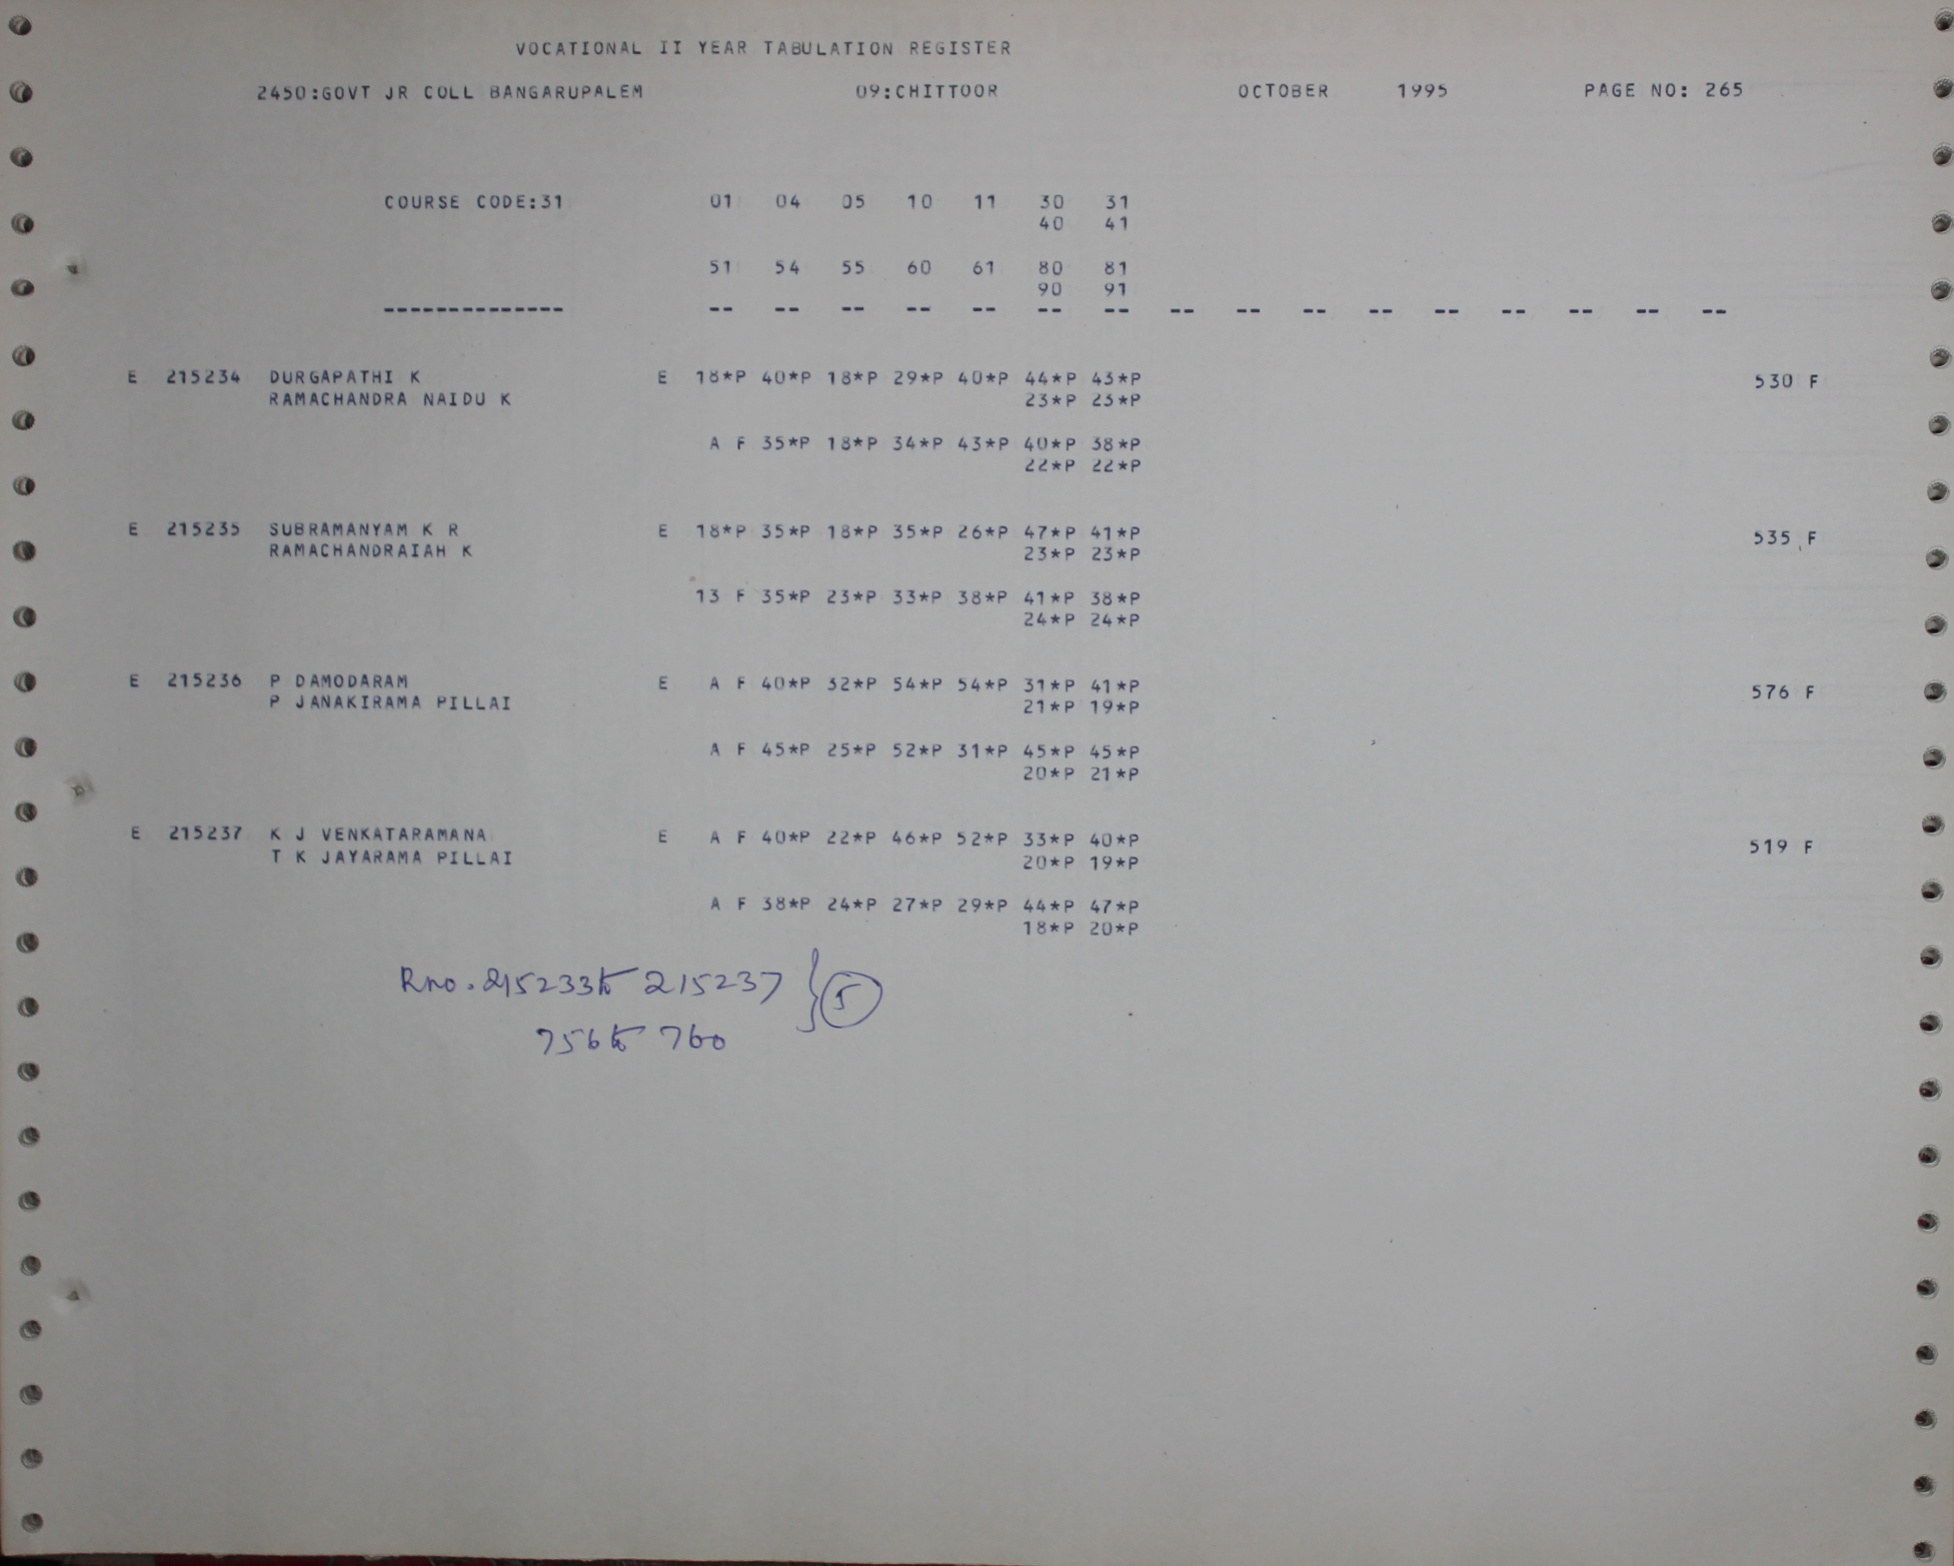 VOCATIONAL II YEAR TABULATION REGISTER
2450:GOVT JR COLL BANGARUPALEM 09:CHITTOOR OCTOBER 1995 PAGE NO: 265
COURSE CODE:31 01 04 05 10 11 30 31
40 41
51 54 55 60 61 80 81
90 91
-------------- -- -- -- -- -- -- -- -- -- -- -- -- -- -- -- --
E 215234 DURGAPATHI K E 18*P 40*P 18*P 29*P 40*P 44*P 43*P 530 F
RAMACHANDRA NAIDU K 23*P 23*P
A F 35*P 18*P 34*P 43*P 40*P 38*P
22*P 22*P
E 215235 SUBRAMANYAM K R E 18*P 35*P 18*P 35*P 26*P 47*P 41*P 535 F
RAMACHANDRAIAH K 23*P 23*P
13 F 35*P 23*P 33*P 38*P 41*P 38*P
24*P 24*P
E 215236 P DAMODARAM E A F 40*P 32*P 54*P 54*P 31*P 41*P 576 F
P JANAKIRAMA PILLAI 21*P 19*P
A F 45*P 25*P 52*P 31*P 45*P 45*P
20*P 21*P
E 215237 K J VENKATARAMANA E A F 40*P 22*P 46*P 52*P 33*P 40*P 519 F
T K JAYARAMA PILLAI 20*P 19*P
A F 38*P 24*P 27*P 29*P 44*P 47*P
18*P 20*P
Rno. 215233 to 215237 } 5
756 to 760